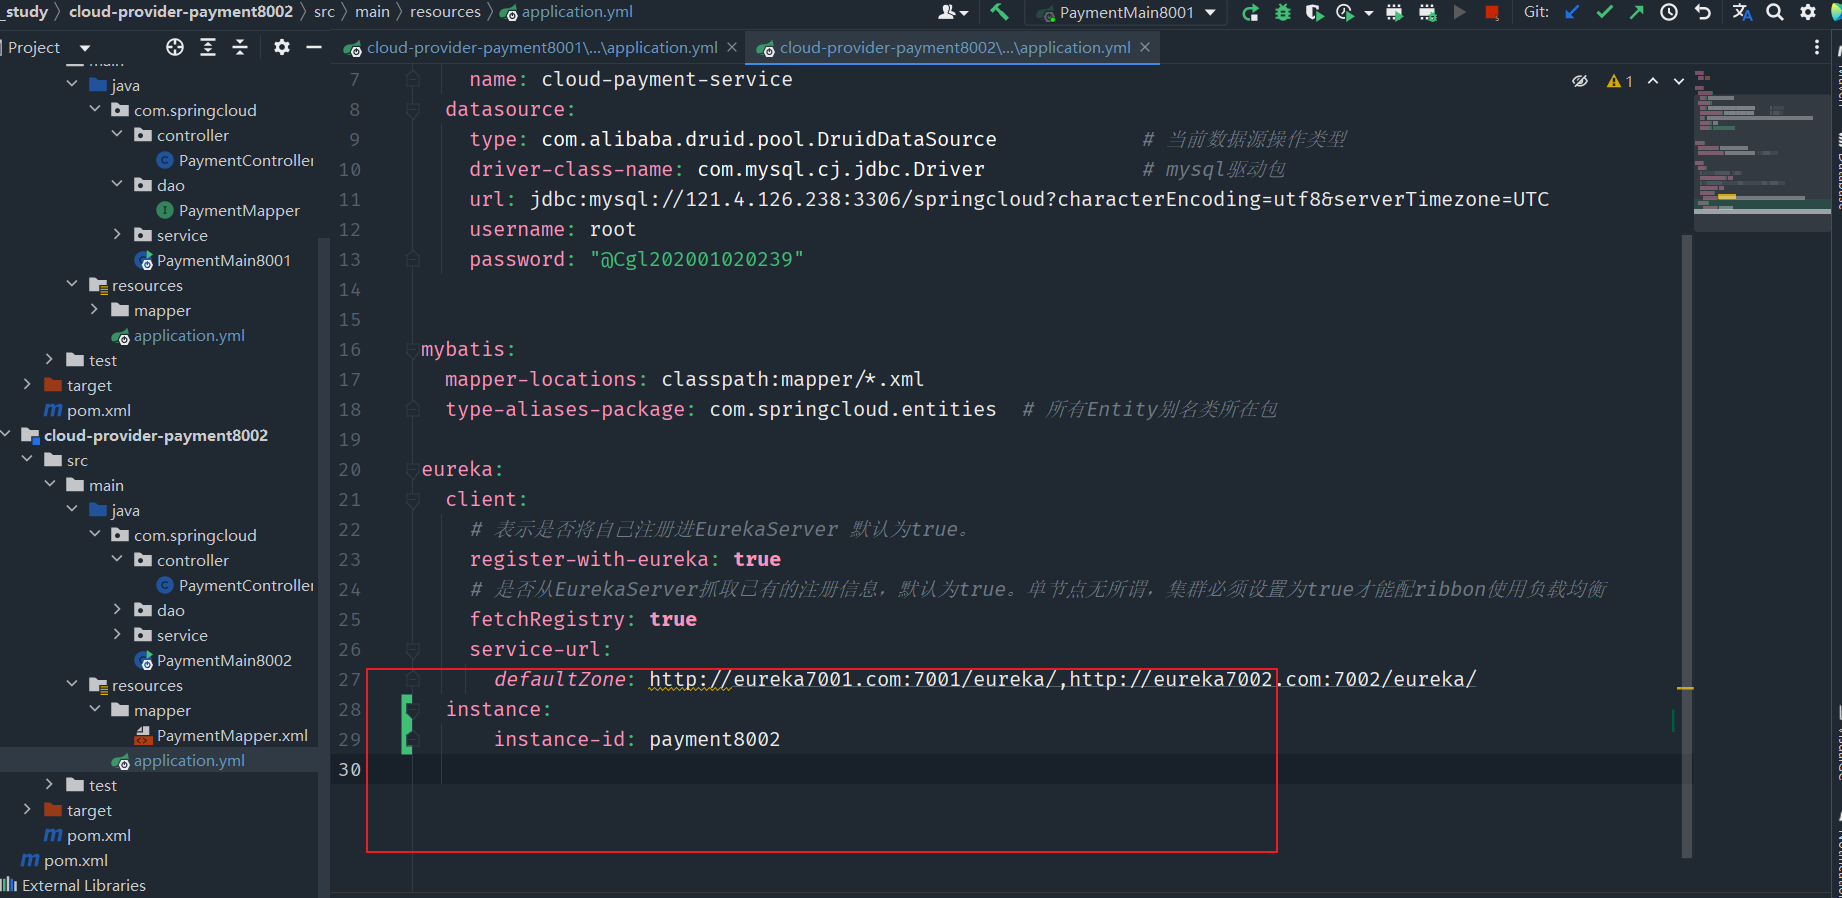 _study cloud-provider-payment8002 src main resources application.yml
PaymentMain8001
Git:
Project
cloud-provider-payment8001\...\application.yml
cloud-provider-payment8002\...\application.yml
main
java
com.springcloud
controller
PaymentController
dao
PaymentMapper
service
PaymentMain8001
resources
mapper
application.yml
test
target
pom.xml
cloud-provider-payment8002
src
main
java
com.springcloud
controller
PaymentController
dao
service
PaymentMain8002
resources
mapper
PaymentMapper.xml
application.yml
test
target
pom.xml
pom.xml
External Libraries
1
7 name: cloud-payment-service
8 datasource:
9 type: com.alibaba.druid.pool.DruidDataSource # 当前数据源操作类型
10 driver-class-name: com.mysql.cj.jdbc.Driver # mysql驱动包
11 url: jdbc:mysql://121.4.126.238:3306/springcloud?characterEncoding=utf8&serverTimezone=UTC
12 username: root
13 password: "@Cgl202001020239"
14
15
16 mybatis:
17 mapper-locations: classpath:mapper/*.xml
18 type-aliases-package: com.springcloud.entities # 所有Entity别名类所在包
19
20 eureka:
21 client:
22 # 表示是否将自己注册进EurekaServer 默认为true。
23 register-with-eureka: true
24 # 是否从EurekaServer抓取已有的注册信息，默认为true。单节点无所谓，集群必须设置为true才能配ribbon使用负载均衡
25 fetchRegistry: true
26 service-url:
27 defaultZone: http://eureka7001.com:7001/eureka/,http://eureka7002.com:7002/eureka/
28 instance:
29 instance-id: payment8002
30